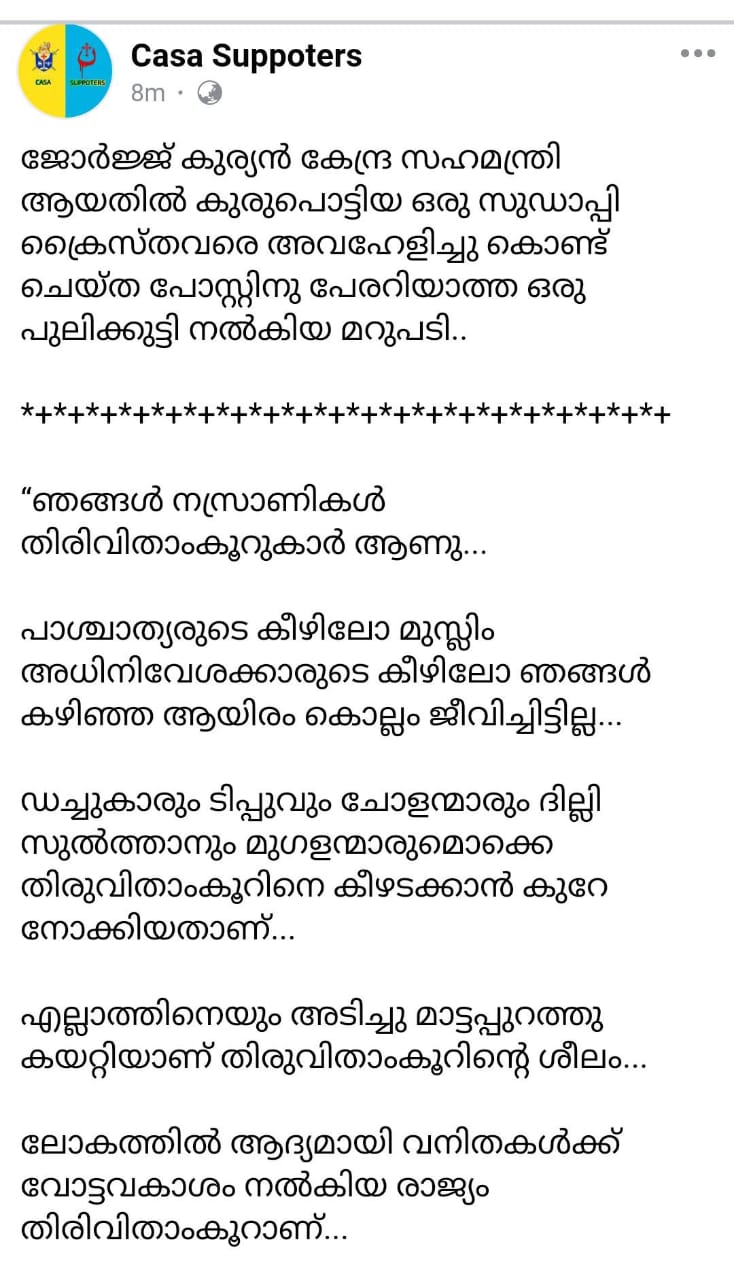 Casa Suppoters
8m
CASA
SUPPOTERS
ജോർജ്ജ് കുര്യൻ കേന്ദ്ര സഹമന്ത്രി
ആയതിൽ കുരുപൊട്ടിയ ഒരു സുഡാപ്പി
ക്രൈസ്തവരെ അവഹേളിച്ചു കൊണ്ട്
ചെയ്ത പോസ്റ്റിനു പേരറിയാത്ത ഒരു
പുലിക്കുട്ടി നൽകിയ മറുപടി..
*+*+*+*+*+*+*+*+*+*+*+*+*+*+*+*+*+*+*+*+
“ഞങ്ങൾ നസ്രാണികൾ
തിരിവിതാംകൂറുകാർ ആണു...
പാശ്ചാത്യരുടെ കീഴിലോ മുസ്ലിം
അധിനിവേശക്കാരുടെ കീഴിലോ ഞങ്ങൾ
കഴിഞ്ഞ ആയിരം കൊല്ലം ജീവിച്ചിട്ടില്ല...
ഡച്ചുകാരും ടിപ്പുവും ചോളന്മാരും ദില്ലി
സുൽത്താനും മുഗളന്മാരുമൊക്കെ
തിരുവിതാംകൂറിനെ കീഴടക്കാൻ കുറേ
നോക്കിയതാണ്...
എല്ലാത്തിനെയും അടിച്ചു മാട്ടപ്പുറത്തു
കയറ്റിയാണ് തിരുവിതാംകൂറിന്റെ ശീലം...
ലോകത്തിൽ ആദ്യമായി വനിതകൾക്ക്
വോട്ടവകാശം നൽകിയ രാജ്യം
തിരിവിതാംകൂറാണ്...